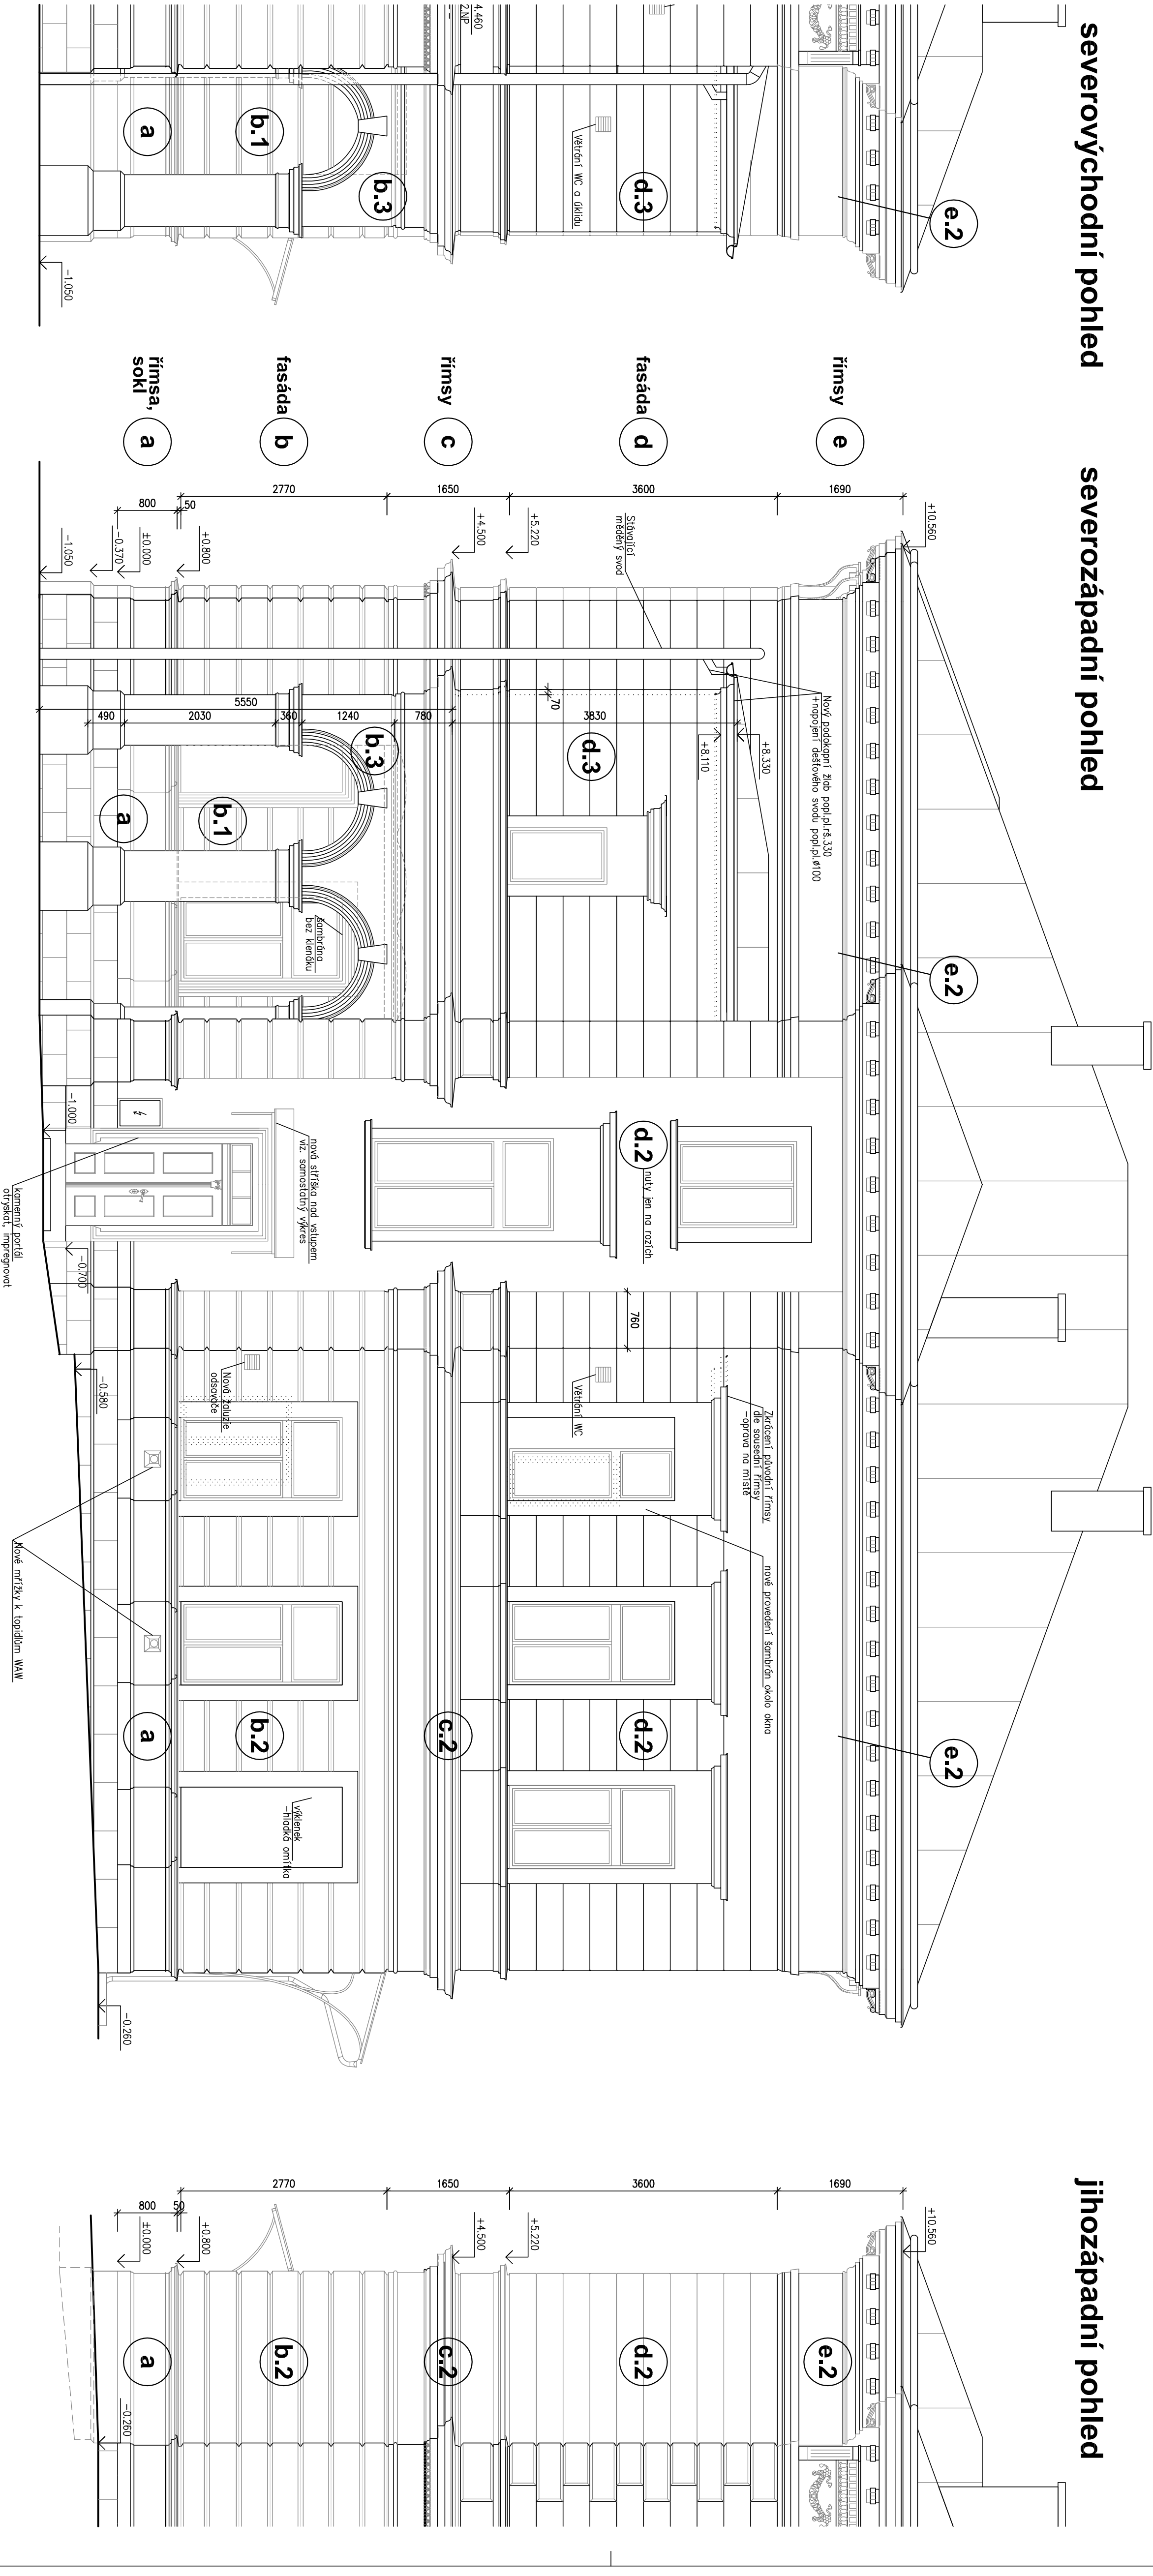 severovýchodní pohled
severozápadní pohled
jihozápadní pohled
e.2
d.3
b.3
b.1
a
4.460
2.NP
Větrání WC a úklidu
-1.050
římsy e
fasáda d
římsy c
fasáda b
římsa,
sokl a
1690
3600
1650
2770
50
800
+10.560
+5.220
+4.500
+0.800
±0.000
-0.370
-1.050
Stávající
měděný svod
Nový podokapní žlab popl.pl.rš.330
+napojení dešťového svodu popl.pl.ø100
+8.330
+8.110
70
3830
780
1240
360
2030
490
5550
e.2
d.3
b.3
b.1
a
šambrána
bez klenáku
-1.000
nová stříška nad vstupem
viz. samostatný výkres
kamenný portál
otryskat, impregnovat
d.2
nuty jen na rozích
-0.700
760
-0.580
Nová žaluzie
odsavače
Větrání WC
Zkrácení původní římsy
dle sousední římsy
-oprava na místě
nové provedení šambrán okolo okna
Nové mřížky k topidlům WAW
e.2
d.2
c.2
b.2
a
výklenek
-hladká omítka
-0.260
1690
3600
1650
2770
50
800
+10.560
+5.220
+4.500
+0.800
±0.000
e.2
d.2
c.2
b.2
a
-0.260